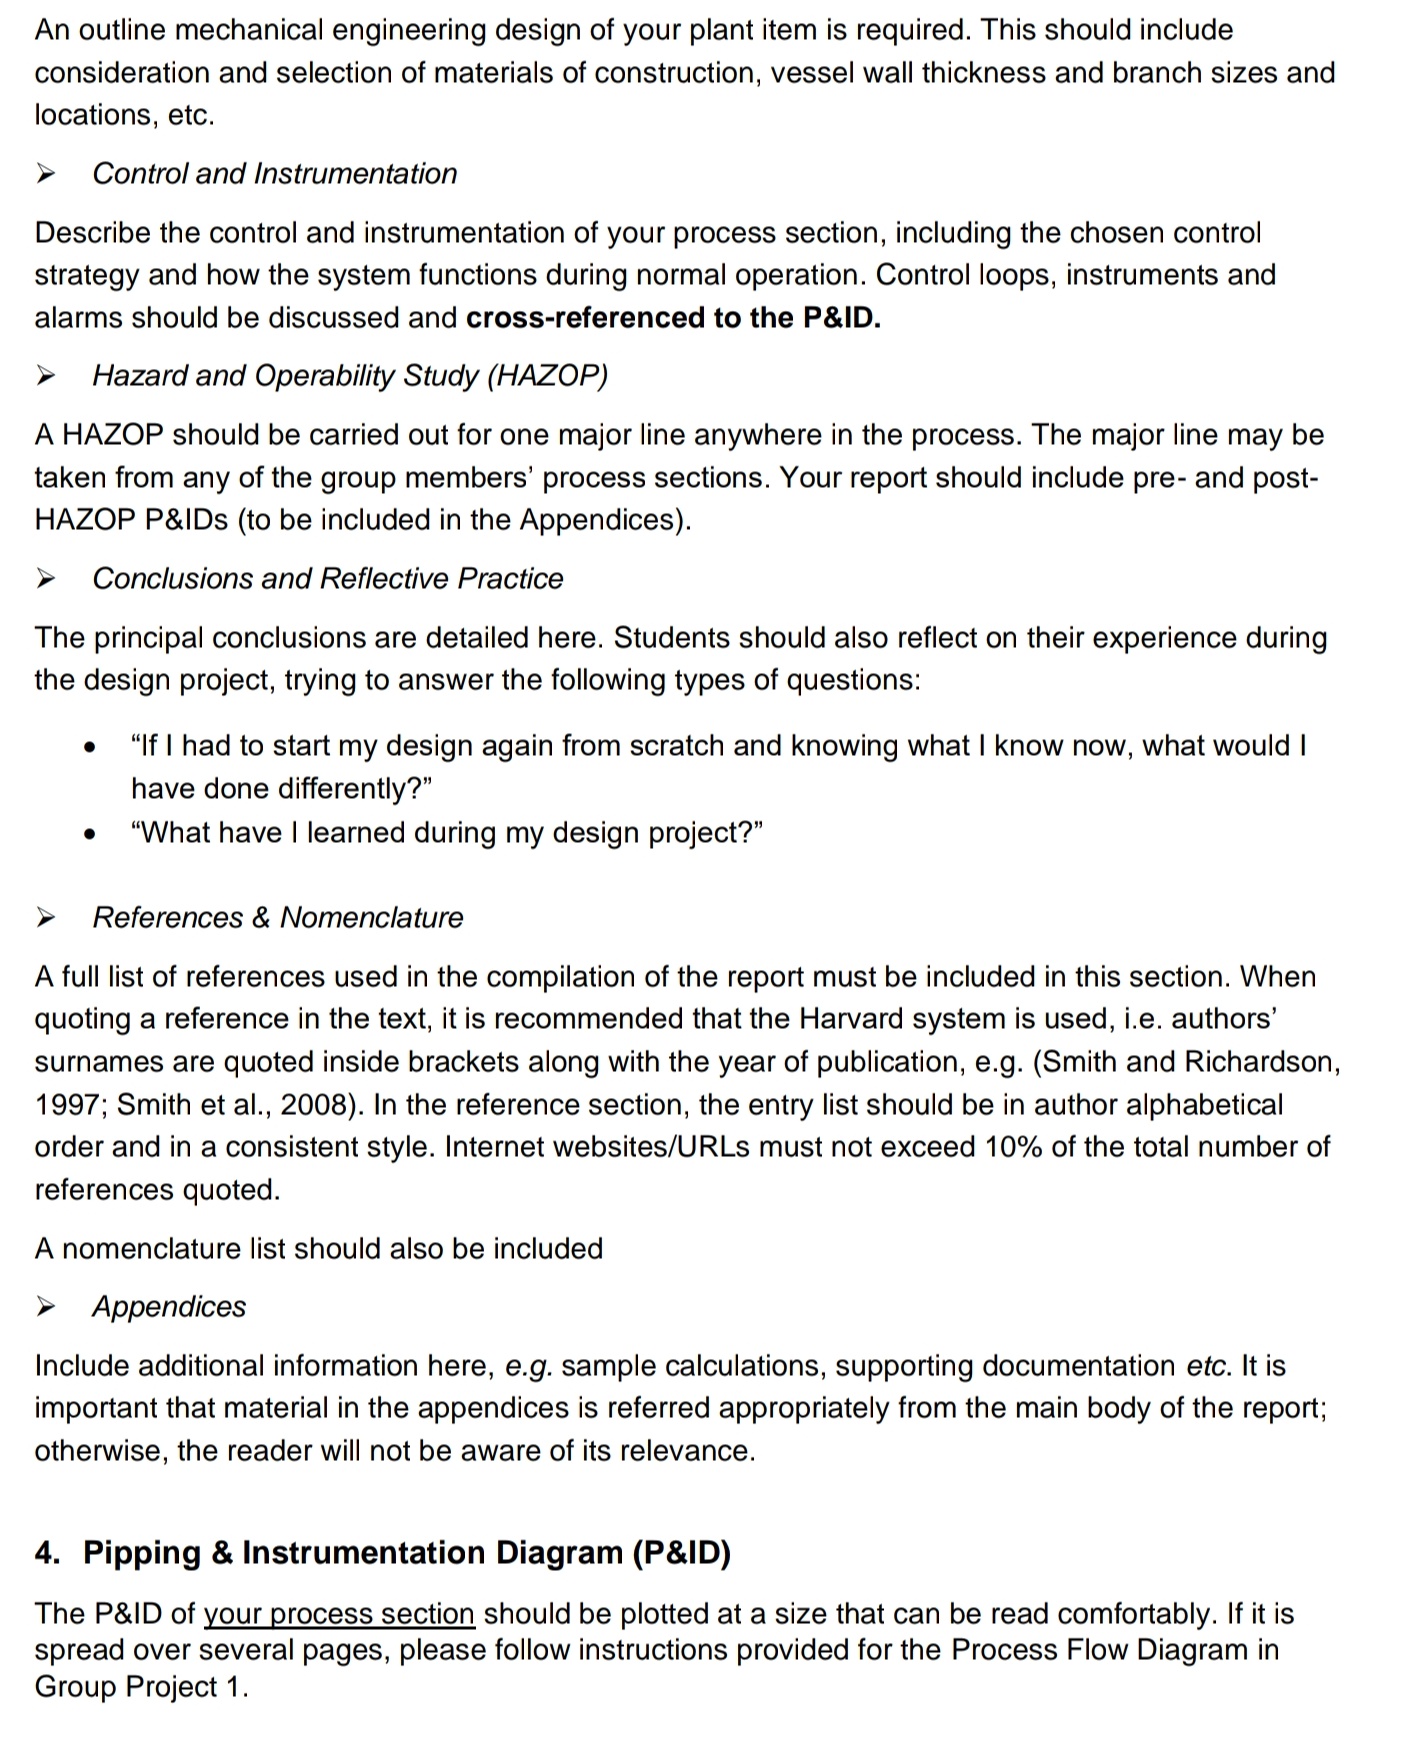 An outline mechanical engineering design of your plant item is required. This should include
consideration and selection of materials of construction, vessel wall thickness and branch sizes and
locations, etc.
➢ Control and Instrumentation
Describe the control and instrumentation of your process section, including the chosen control
strategy and how the system functions during normal operation. Control loops, instruments and
alarms should be discussed and cross-referenced to the P&ID.
➢ Hazard and Operability Study (HAZOP)
A HAZOP should be carried out for one major line anywhere in the process. The major line may be
taken from any of the group members’ process sections. Your report should include pre- and post-
HAZOP P&IDs (to be included in the Appendices).
➢ Conclusions and Reflective Practice
The principal conclusions are detailed here. Students should also reflect on their experience during
the design project, trying to answer the following types of questions:
• “If I had to start my design again from scratch and knowing what I know now, what would I
have done differently?”
• “What have I learned during my design project?”
➢ References & Nomenclature
A full list of references used in the compilation of the report must be included in this section. When
quoting a reference in the text, it is recommended that the Harvard system is used, i.e. authors’
surnames are quoted inside brackets along with the year of publication, e.g. (Smith and Richardson,
1997; Smith et al., 2008). In the reference section, the entry list should be in author alphabetical
order and in a consistent style. Internet websites/URLs must not exceed 10% of the total number of
references quoted.
A nomenclature list should also be included
➢ Appendices
Include additional information here, e.g. sample calculations, supporting documentation etc. It is
important that material in the appendices is referred appropriately from the main body of the report;
otherwise, the reader will not be aware of its relevance.
4. Pipping & Instrumentation Diagram (P&ID)
The P&ID of your process section should be plotted at a size that can be read comfortably. If it is
spread over several pages, please follow instructions provided for the Process Flow Diagram in
Group Project 1.